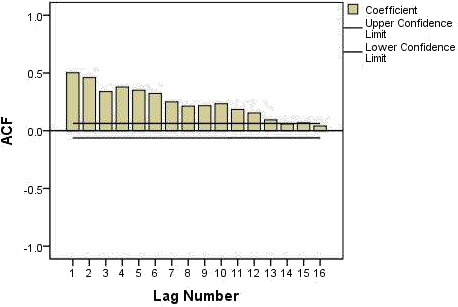 1.0
0.5
0.0
-0.5
-1.0
ACF
1 2 3 4 5 6 7 8 9 10 11 12 13 14 15 16
Lag Number
Coefficient
Upper Confidence
Limit
Lower Confidence
Limit